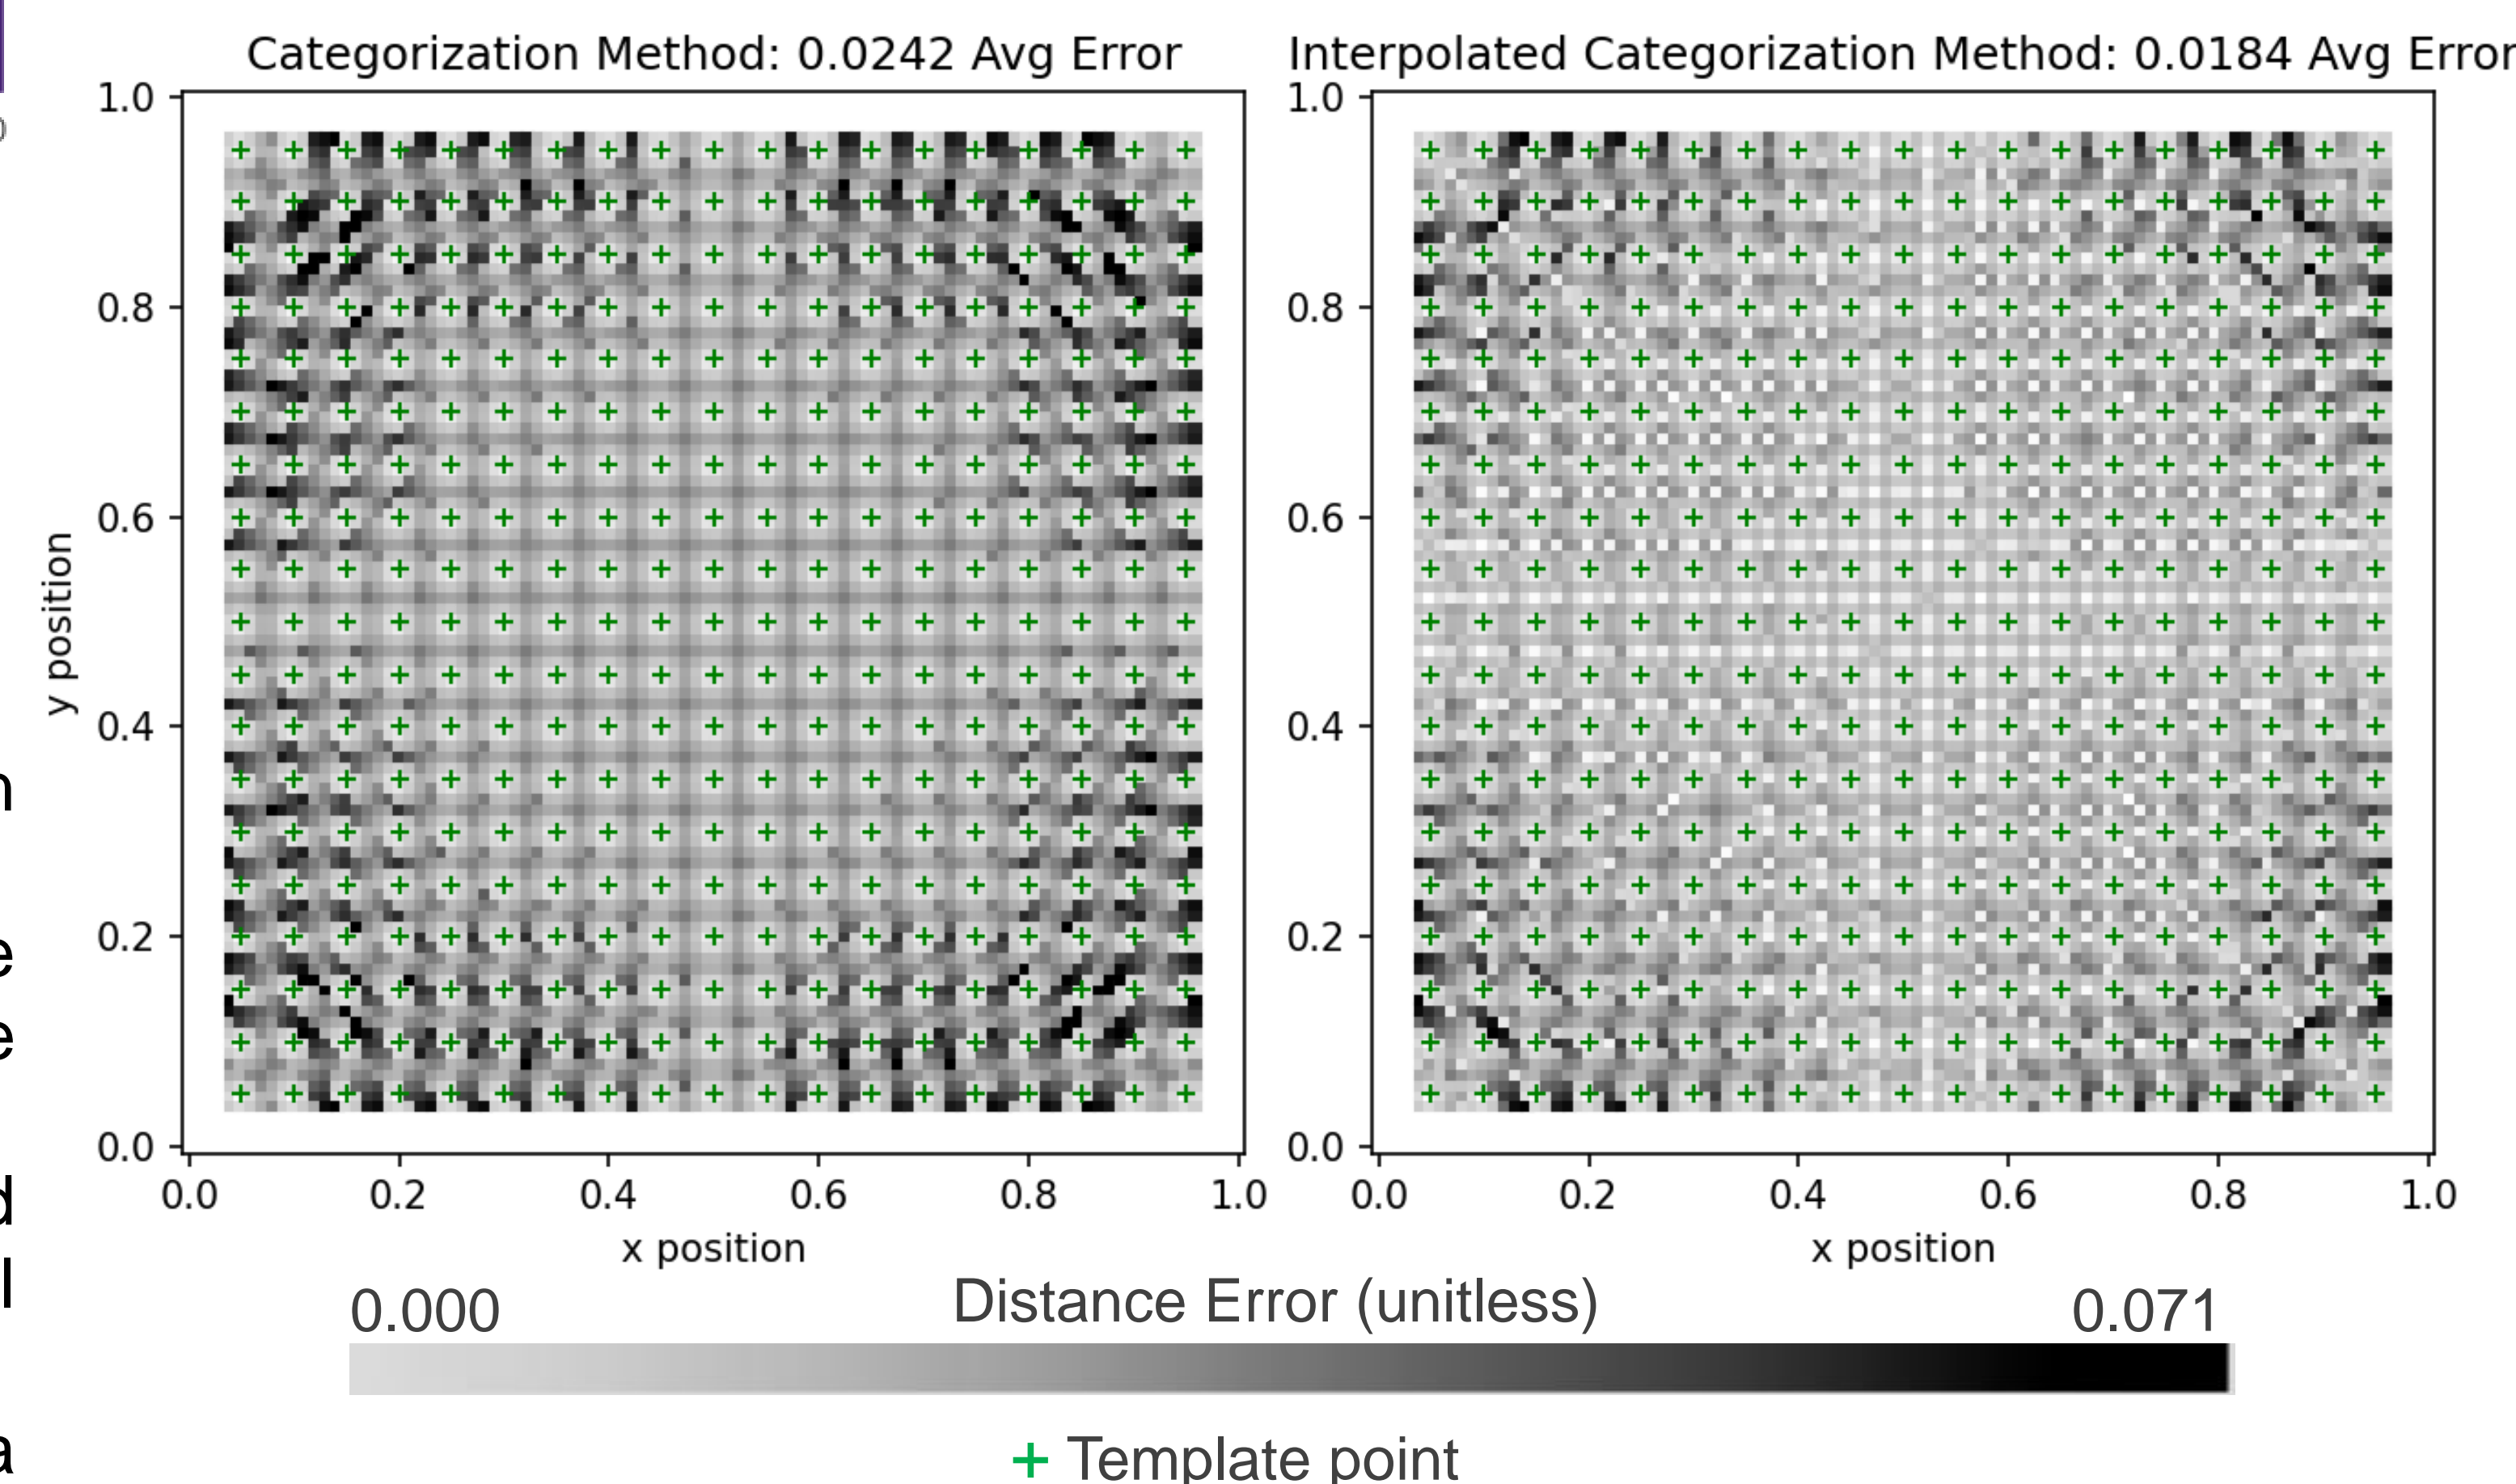 Categorization Method: 0.0242 Avg Error
1.0
0.8
0.6
0.4
0.2
0.0
y position
0.0 0.2 0.4 0.6 0.8 1.0
x position
Interpolated Categorization Method: 0.0184 Avg Error
1.0
0.8
0.6
0.4
0.2
0.0
0.0 0.2 0.4 0.6 0.8 1.0
x position
0.000 Distance Error (unitless) 0.071
+ Template point
n
e
e
d
l
a